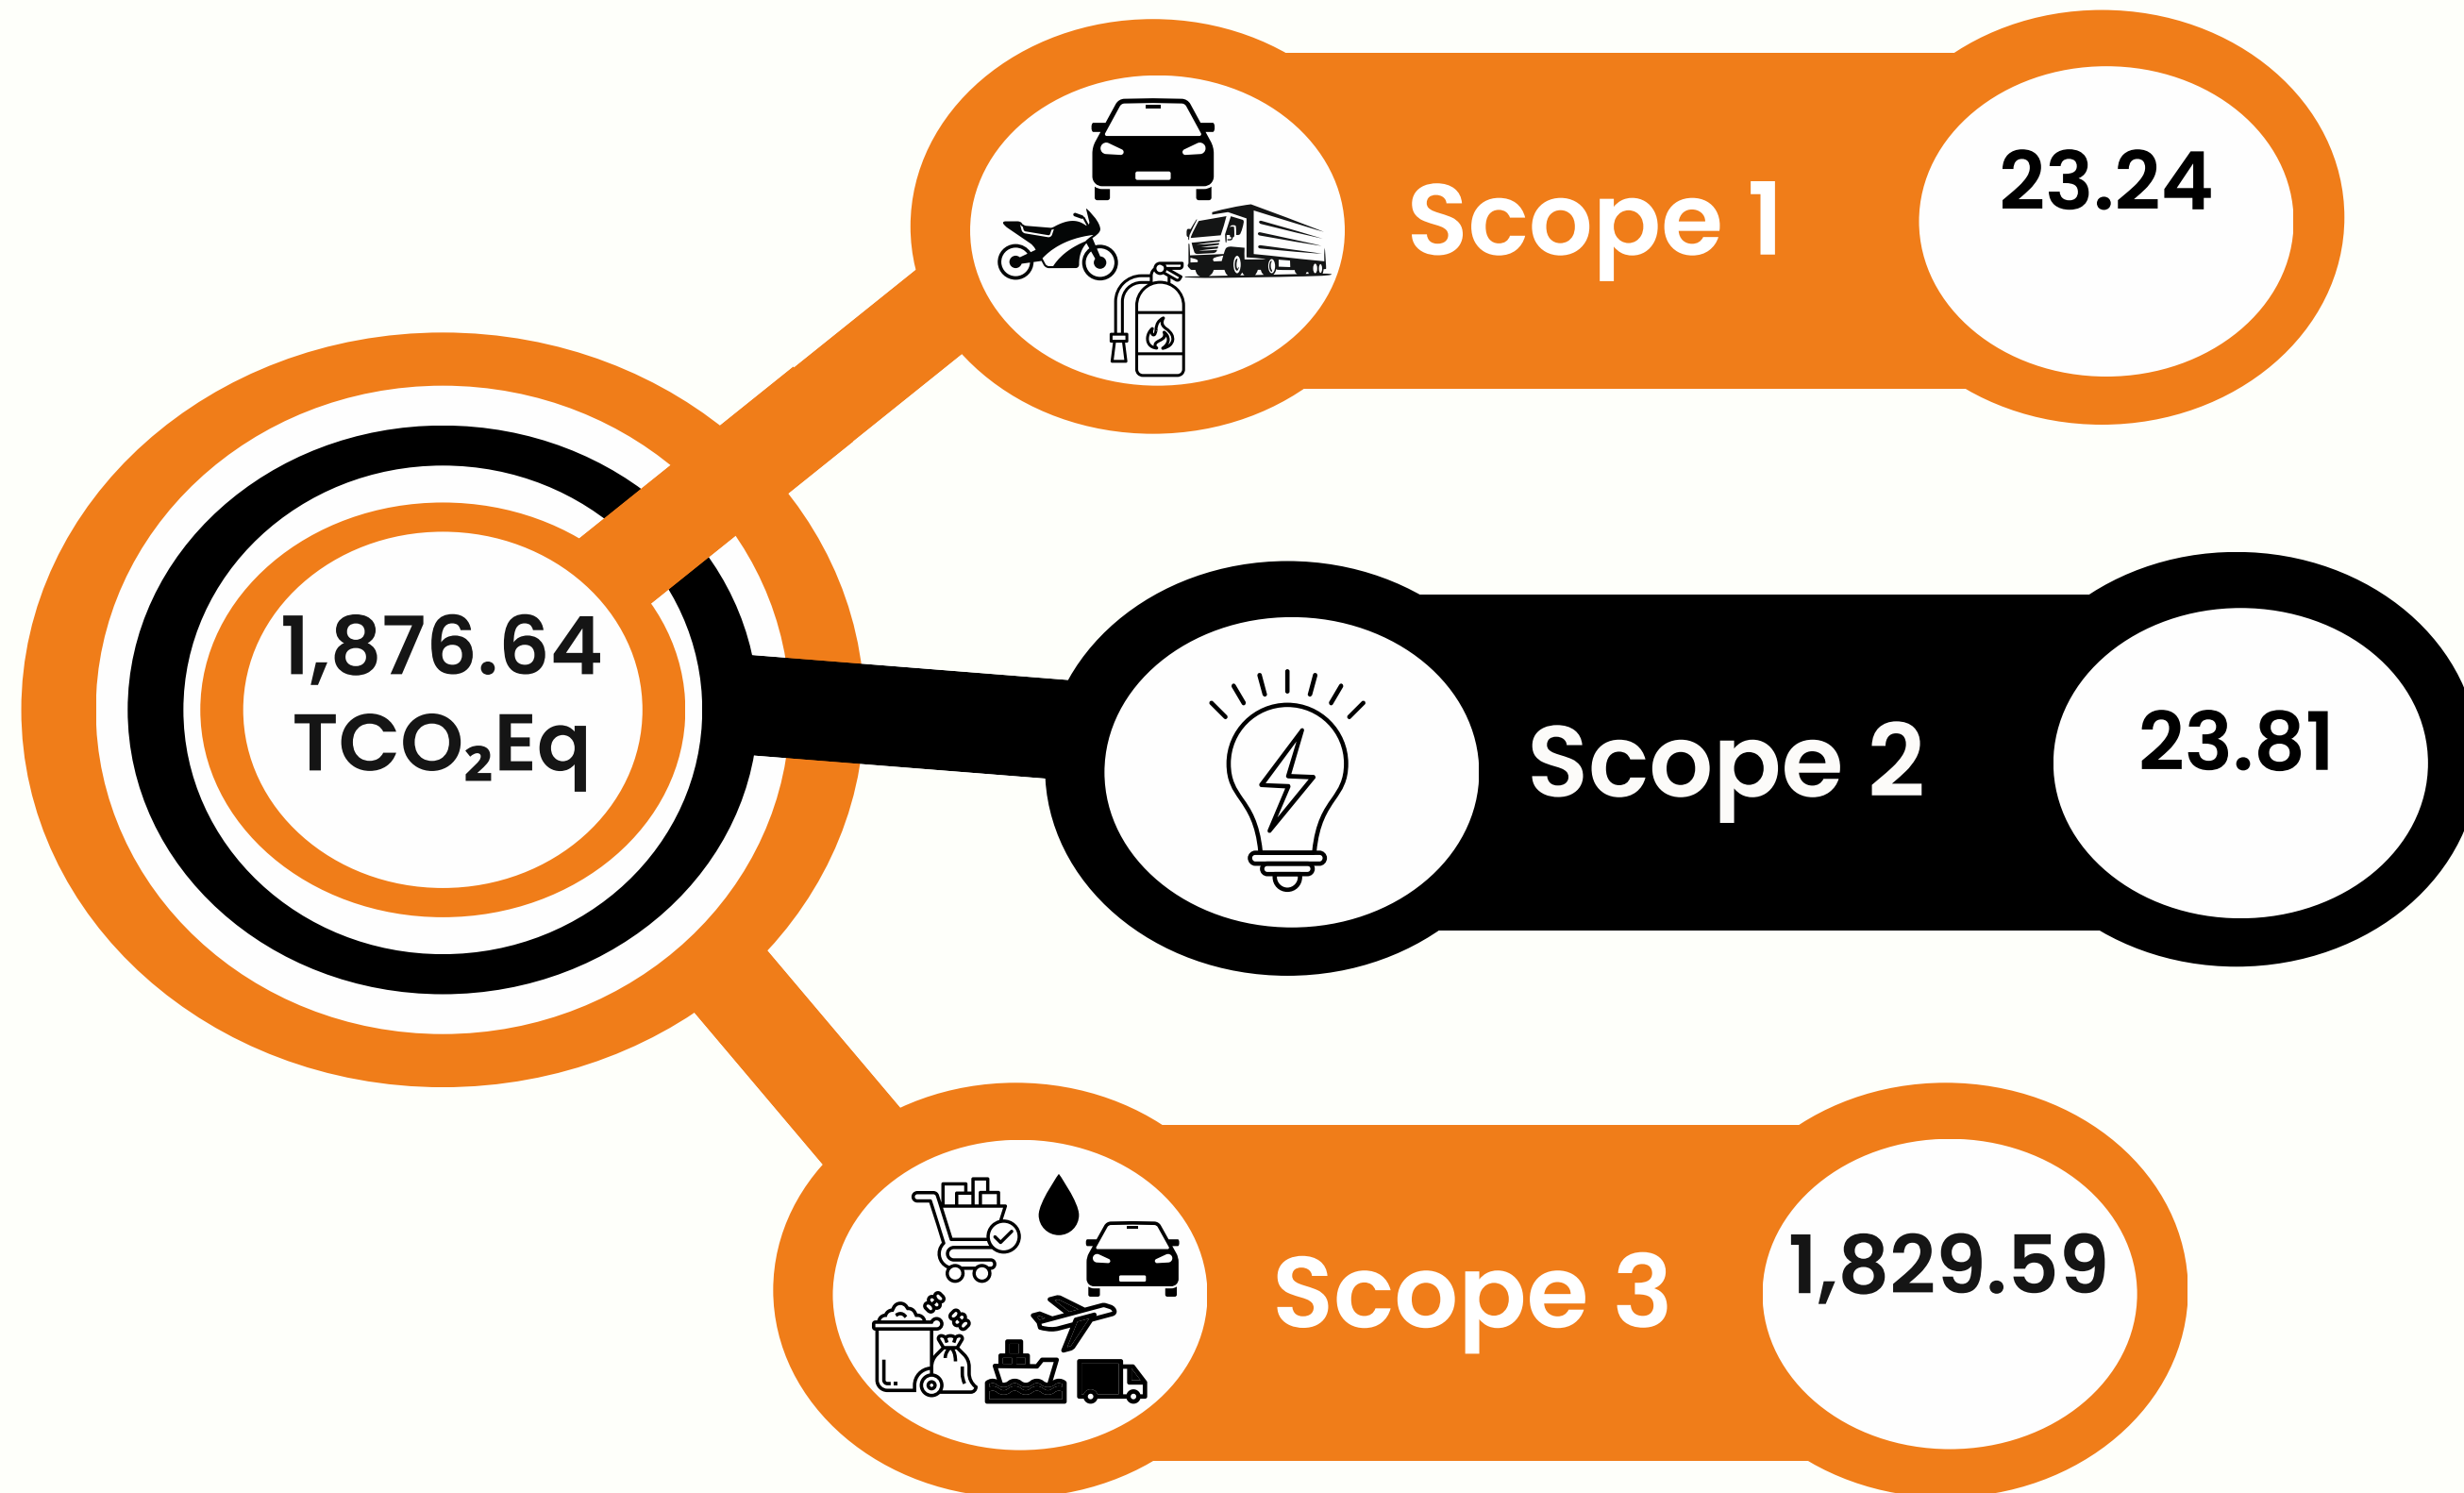 Scope 1
23.24
1,876.64
TCO₂Eq
Scope 2
23.81
Scope 3
1,829.59